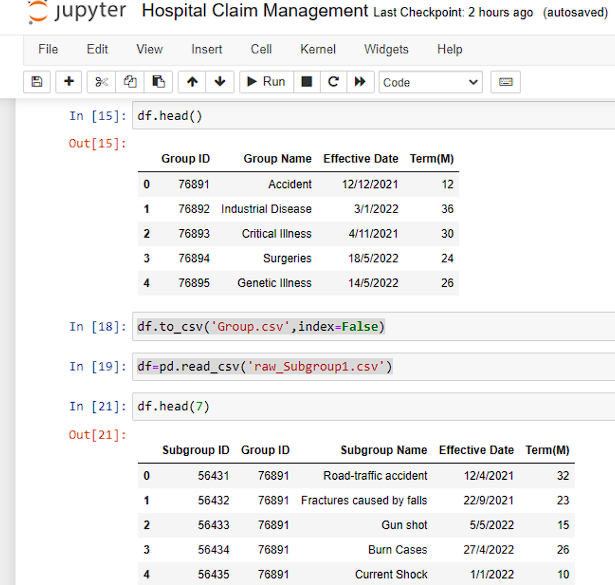 jupyter Hospital Claim Management Last Checkpoint: 2 hours ago (autosaved)
File Edit View Insert Cell Kernel Widgets Help
Run Code
In [15]: df.head()
Out[15]:
Group ID Group Name Effective Date Term(M)
0 76891 Accident 12/12/2021 12
1 76892 Industrial Disease 3/1/2022 36
2 76893 Critical Illness 4/11/2021 30
3 76894 Surgeries 18/5/2022 24
4 76895 Genetic Illness 14/5/2022 26
In [18]: df.to_csv('Group.csv',index=False)
In [19]: df=pd.read_csv('raw_Subgroup1.csv')
In [21]: df.head(7)
Out[21]:
Subgroup ID Group ID Subgroup Name Effective Date Term(M)
0 56431 76891 Road-traffic accident 12/4/2021 32
1 56432 76891 Fractures caused by falls 22/9/2021 23
2 56433 76891 Gun shot 5/5/2022 15
3 56434 76891 Burn Cases 27/4/2022 26
4 56435 76891 Current Shock 1/1/2022 10